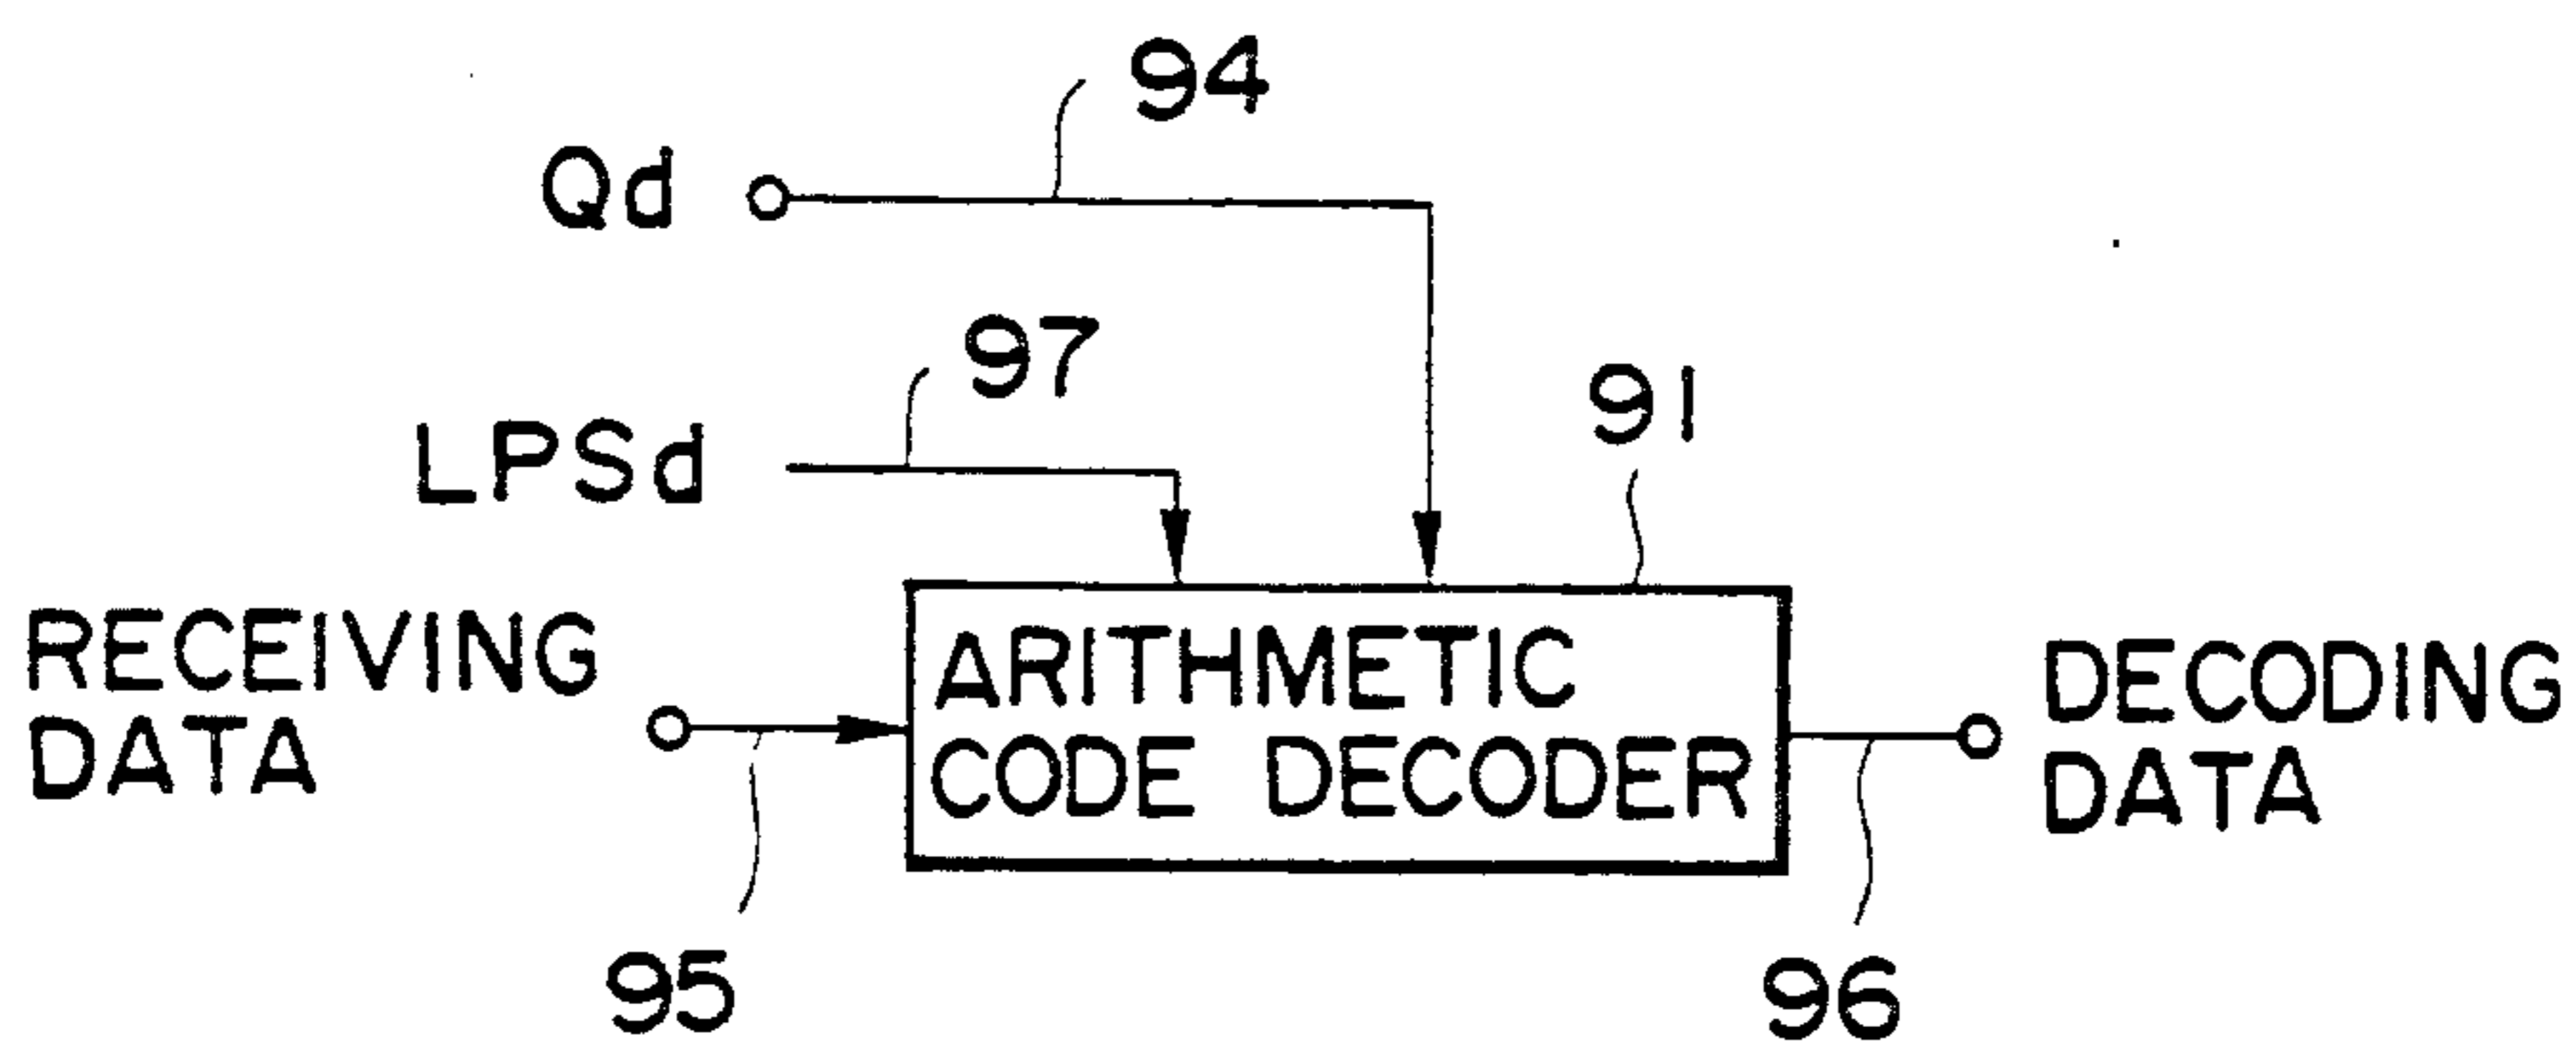 94
Qd
97
LPSd
91
RECEIVING
DATA
ARITHMETIC
CODE DECODER
DECODING
DATA
95
96